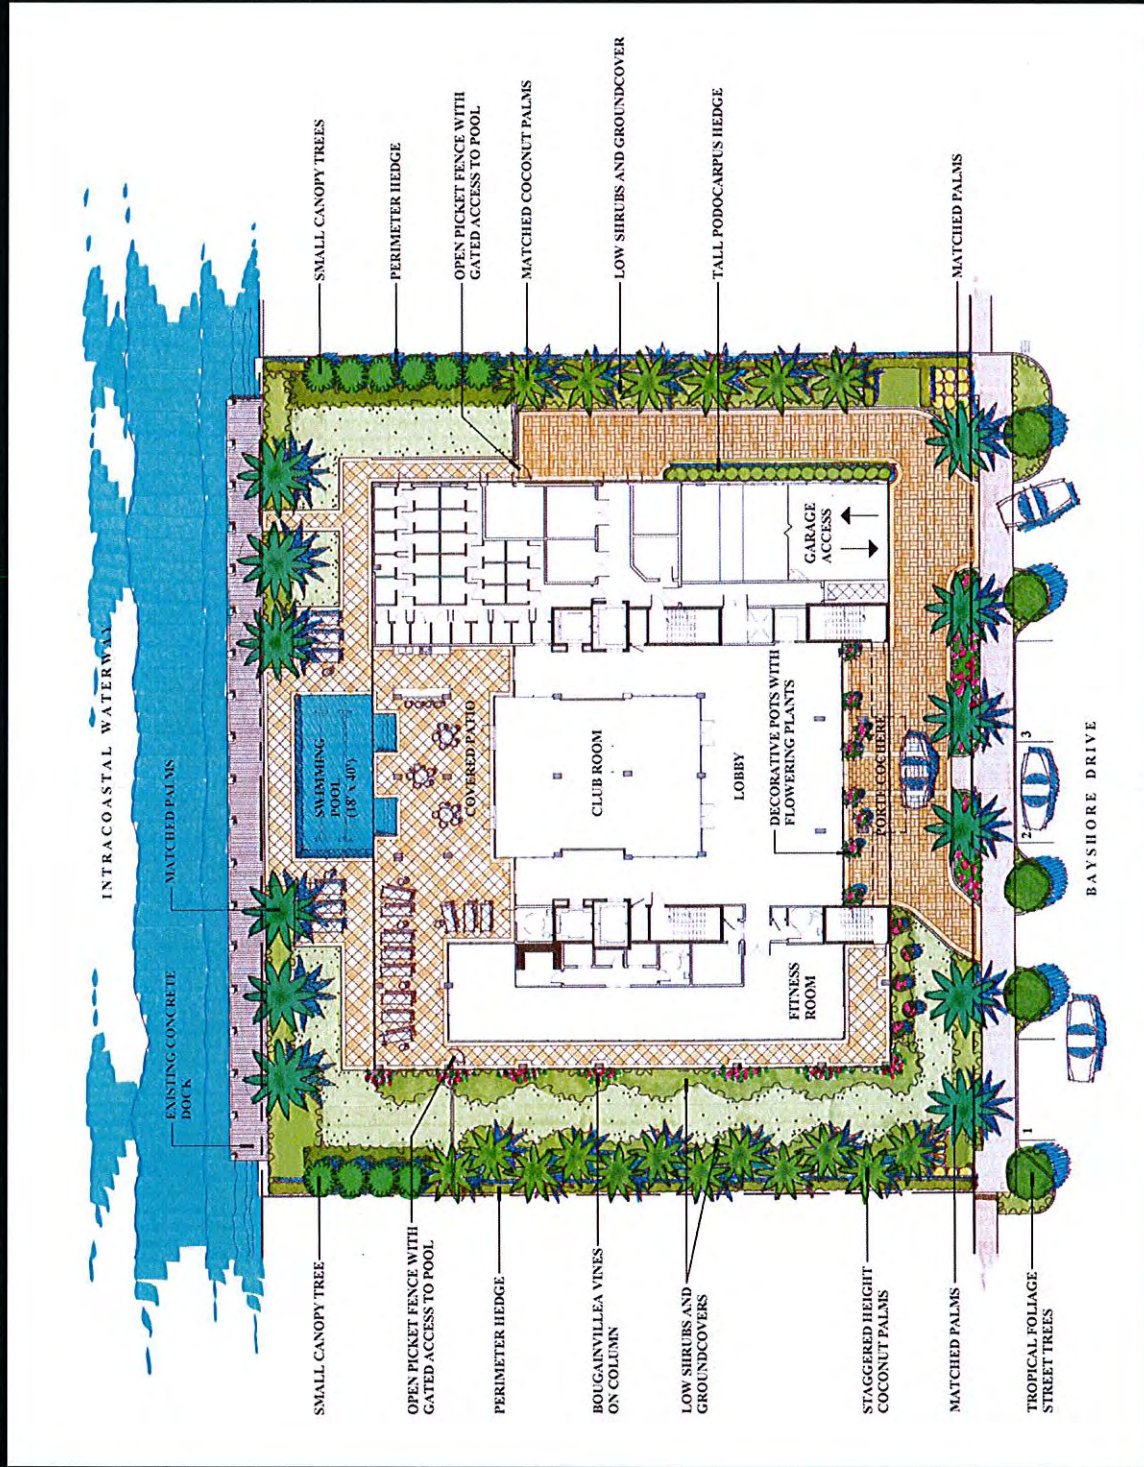 INTRACOASTAL WATERWAY
EXISTING CONCRETE
DOCK
MATCHED PALMS
SMALL CANOPY TREE
OPEN PICKET FENCE WITH
GATED ACCESS TO POOL
PERIMETER HEDGE
BOUGAINVILLEA VINES
ON COLUMN
LOW SHRUBS AND
GROUNDCOVERS
STAGGERED HEIGHT
COCONUT PALMS
MATCHED PALMS
TROPICAL FOLIAGE
STREET TREES
SWIMMING
POOL
(18' x 40')
COVERED PATIO
CLUB ROOM
LOBBY
FITNESS
ROOM
DECORATIVE POTS WITH
FLOWERING PLANTS
PORTE-COCHERE
GARAGE
ACCESS
SMALL CANOPY TREES
PERIMETER HEDGE
OPEN PICKET FENCE WITH
GATED ACCESS TO POOL
MATCHED COCONUT PALMS
LOW SHRUBS AND GROUNDCOVER
TALL PODOCARPUS HEDGE
MATCHED PALMS
1
2
3
BAYSHORE DRIVE